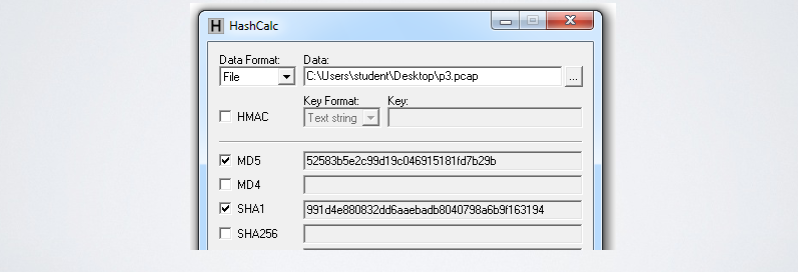 H HashCalc
Data Format: Data:
File C:\Users\student\Desktop\p3.pcap ...
Key Format: Key:
HMAC Text string
MD5 52583b5e2c99d19c046915181fd7b29b
MD4
SHA1 991d4e880832dd6aaebadb8040798a6b9f163194
SHA256